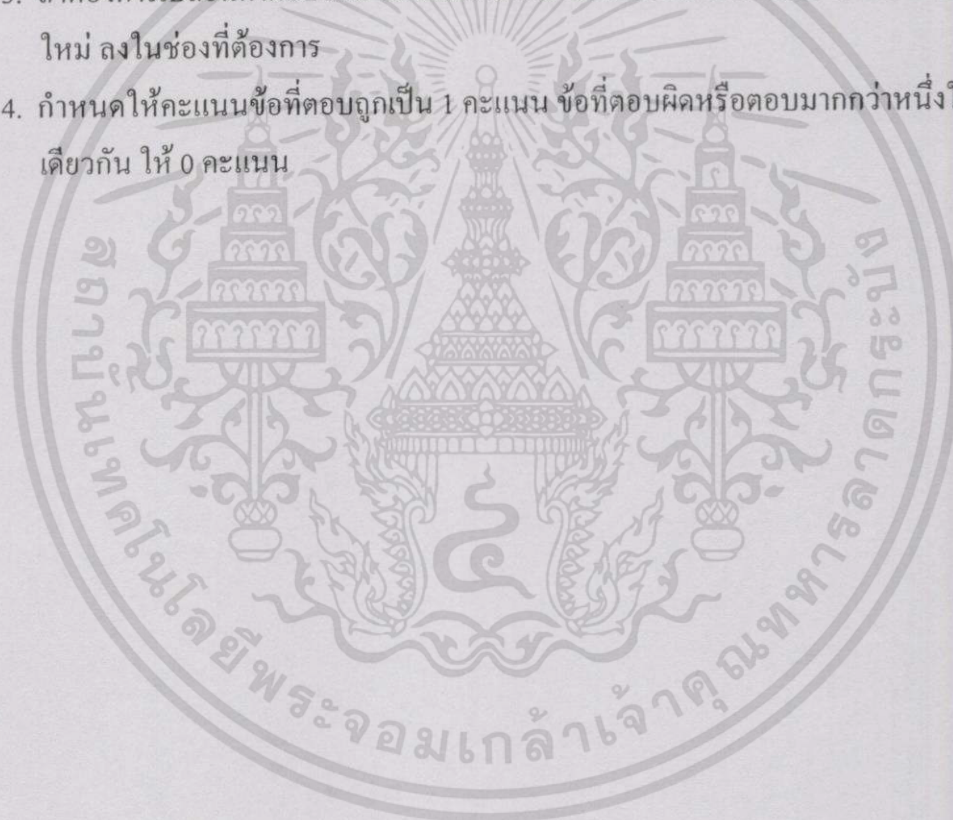 ใหม่ ลงในช่องที่ต้องการ
4. กำหนดให้คะแนนข้อที่ตอบถูกเป็น 1 คะแนน ข้อที่ตอบผิดหรือตอบมากกว่าหนึ่ง
เดียวกัน ให้ 0 คะแนน
สถาบันเทคโนโลยีพระจอมเกล้าเจ้าคุณทหารลาดกระบัง
๔